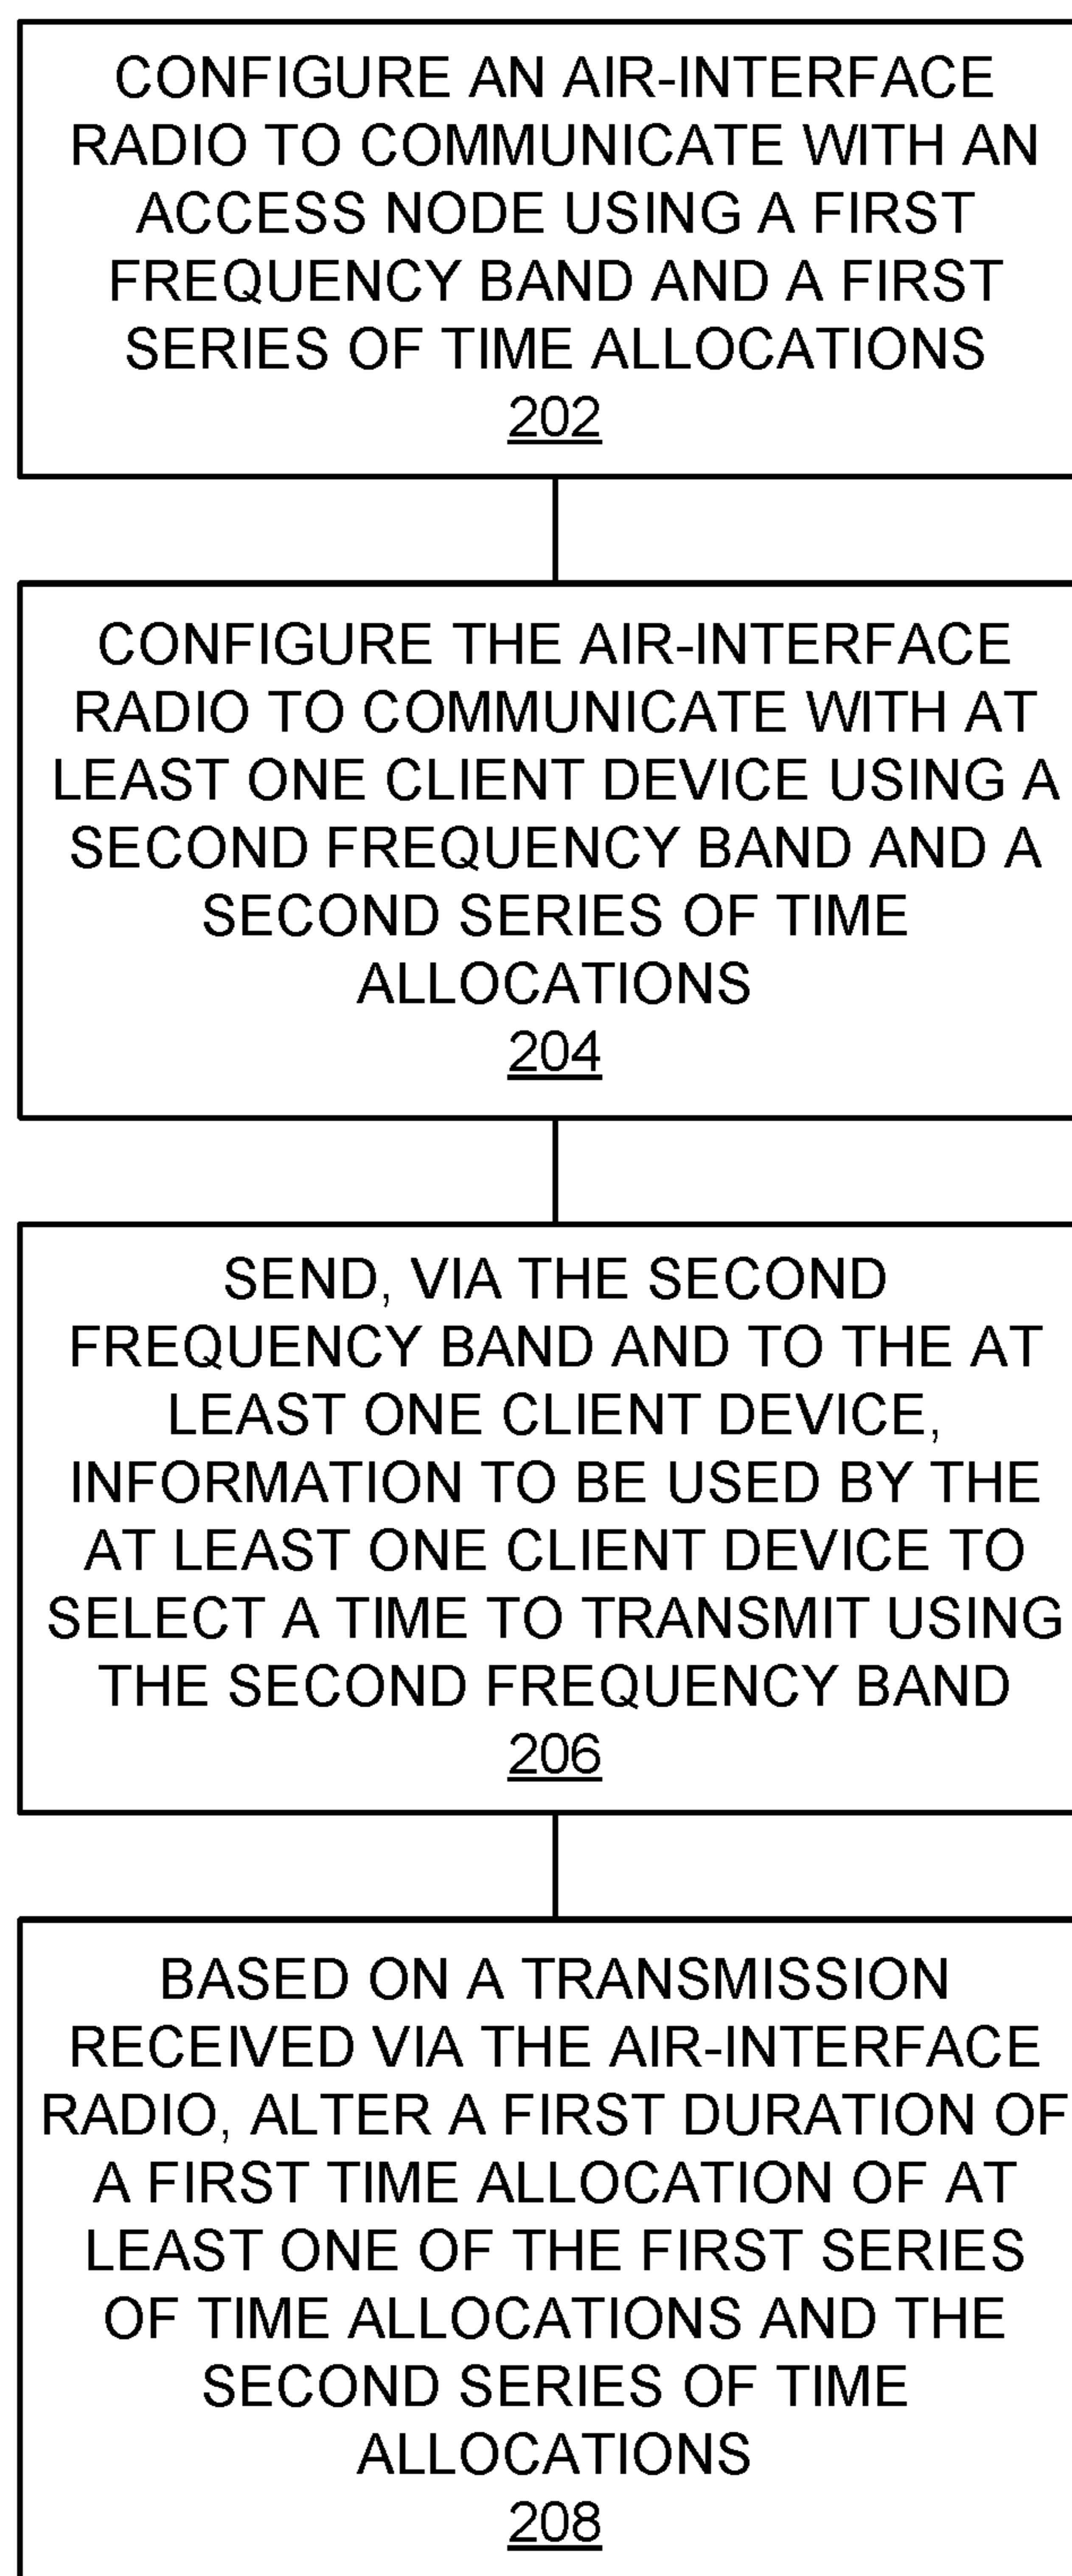 CONFIGURE AN AIR-INTERFACE
RADIO TO COMMUNICATE WITH AN
ACCESS NODE USING A FIRST
FREQUENCY BAND AND A FIRST
SERIES OF TIME ALLOCATIONS
202
CONFIGURE THE AIR-INTERFACE
RADIO TO COMMUNICATE WITH AT
LEAST ONE CLIENT DEVICE USING A
SECOND FREQUENCY BAND AND A
SECOND SERIES OF TIME
ALLOCATIONS
204
SEND, VIA THE SECOND
FREQUENCY BAND AND TO THE AT
LEAST ONE CLIENT DEVICE,
INFORMATION TO BE USED BY THE
AT LEAST ONE CLIENT DEVICE TO
SELECT A TIME TO TRANSMIT USING
THE SECOND FREQUENCY BAND
206
BASED ON A TRANSMISSION
RECEIVED VIA THE AIR-INTERFACE
RADIO, ALTER A FIRST DURATION OF
A FIRST TIME ALLOCATION OF AT
LEAST ONE OF THE FIRST SERIES
OF TIME ALLOCATIONS AND THE
SECOND SERIES OF TIME
ALLOCATIONS
208